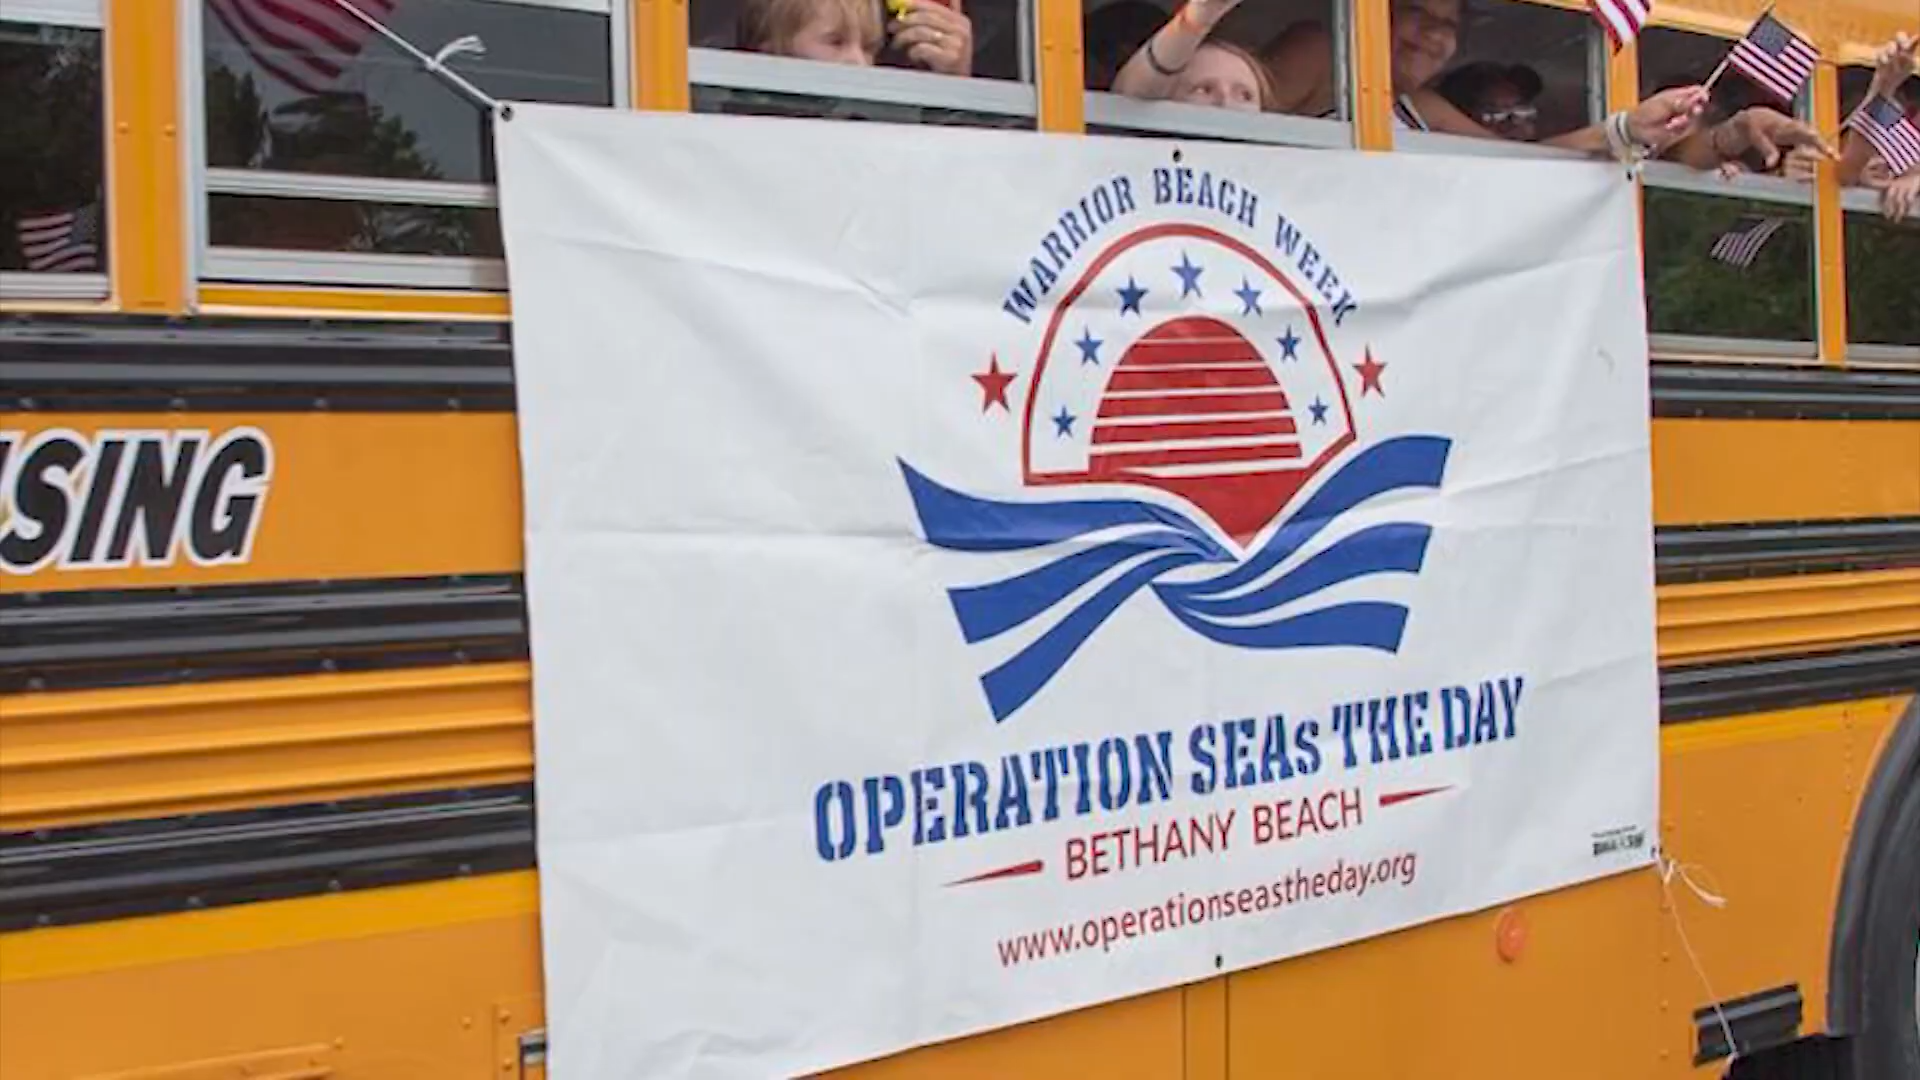 SING
WARRIOR BEACH WEEK
OPERATION SEAs THE DAY
BETHANY BEACH
www.operationseastheday.org